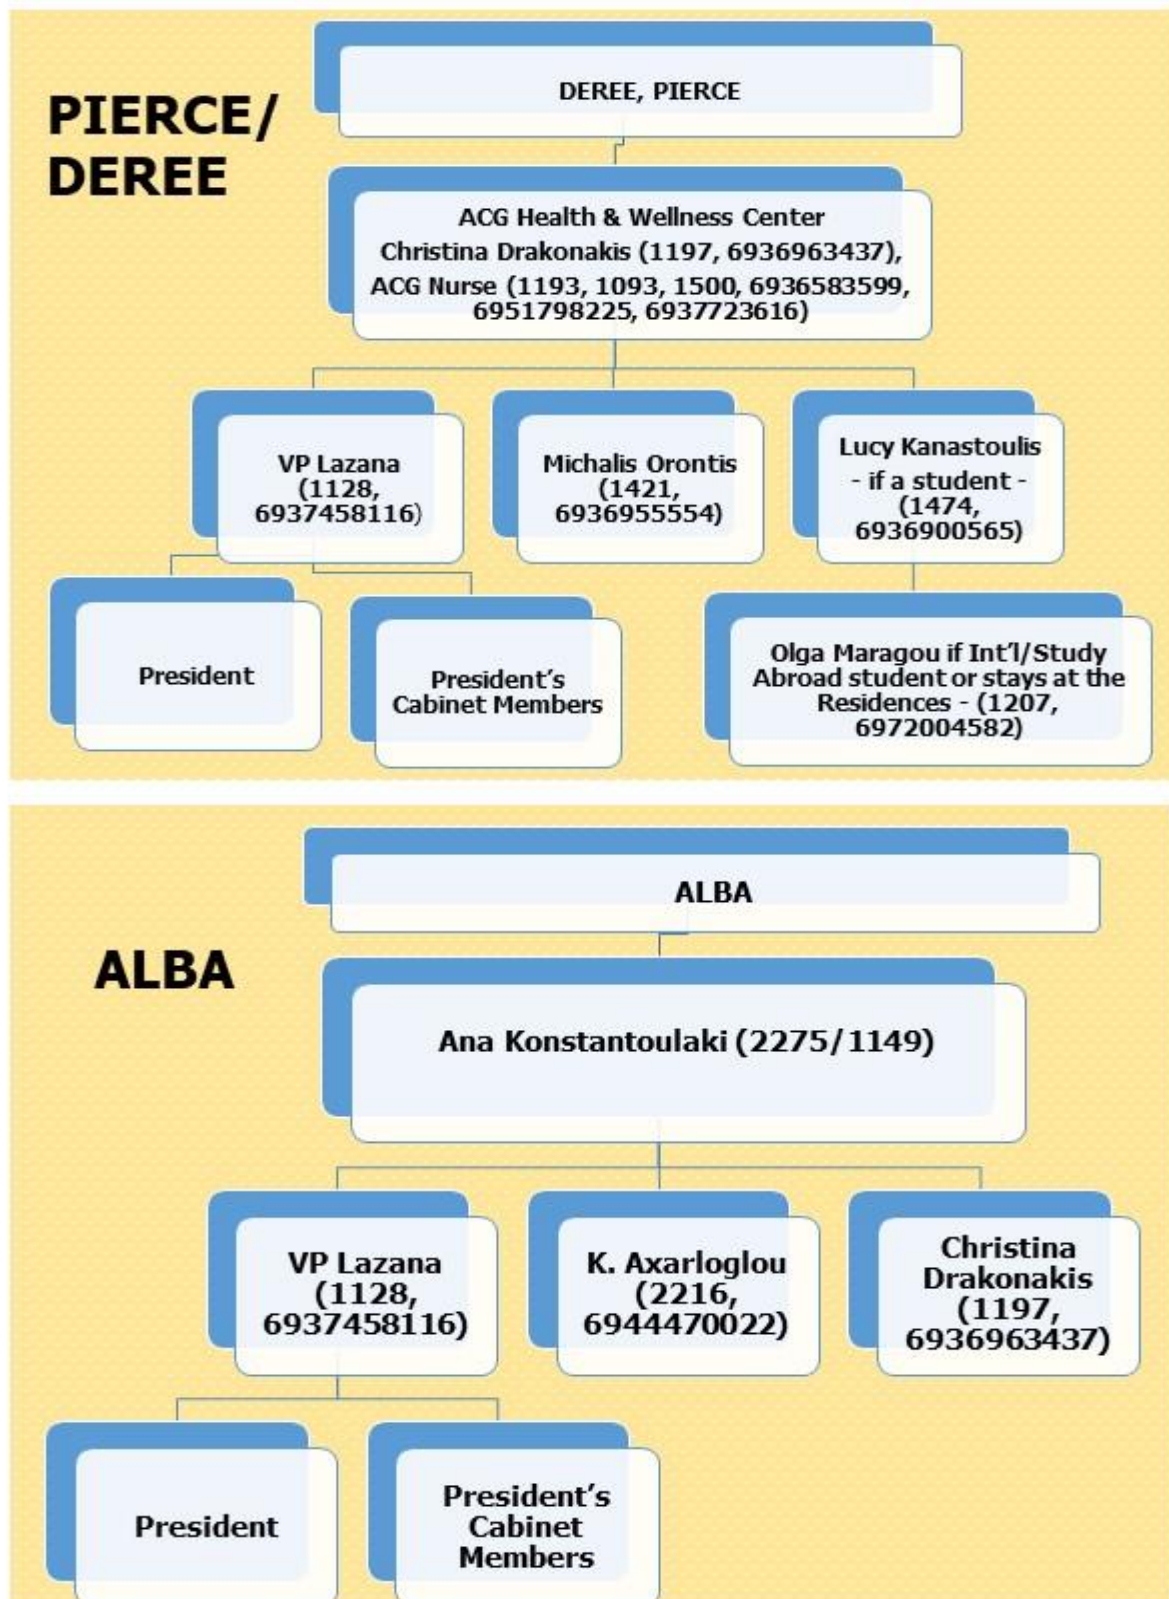 PIERCE/
DEREE
DEREE, PIERCE
ACG Health & Wellness Center
Christina Drakonakis (1197, 6936963437),
ACG Nurse (1193, 1093, 1500, 6936583599,
6951798225, 6937723616)
VP Lazana
(1128,
6937458116)
Michalis Orontis
(1421,
6936955554)
Lucy Kanastoulis
- if a student -
(1474,
6936900565)
President
President's
Cabinet Members
Olga Maragou if Int'l/Study
Abroad student or stays at the
Residences - (1207,
6972004582)
ALBA
ALBA
Ana Konstantoulaki (2275/1149)
VP Lazana
(1128,
6937458116)
K. Axarloglou
(2216,
6944470022)
Christina
Drakonakis
(1197,
6936963437)
President
President's
Cabinet
Members